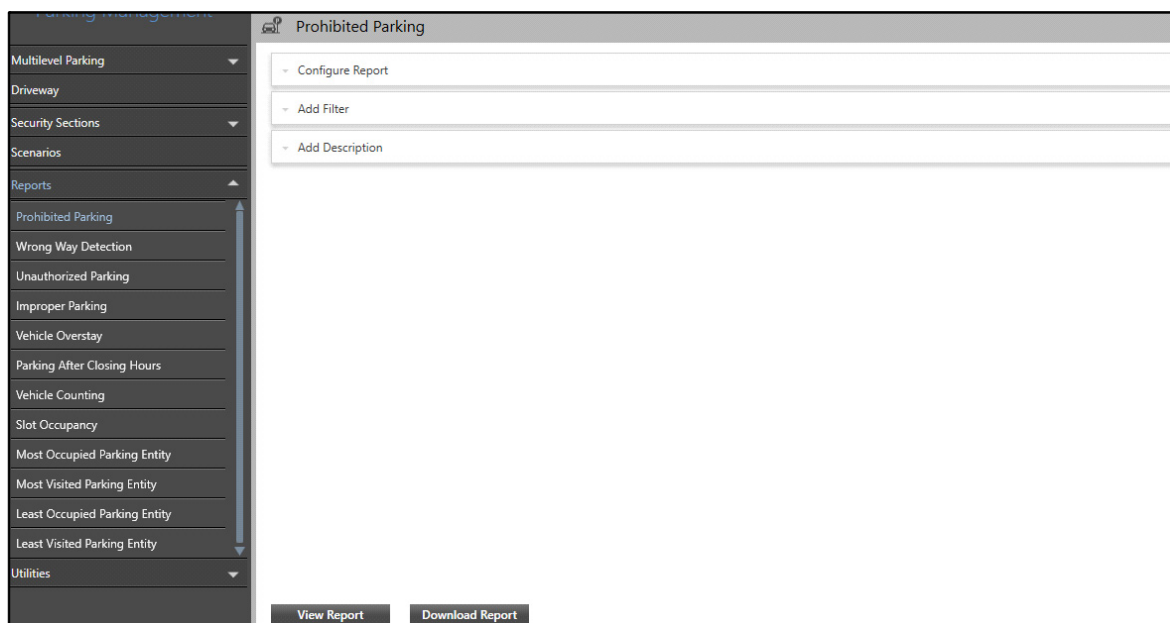 Parking Management
Multilevel Parking
Driveway
Security Sections
Scenarios
Reports
Prohibited Parking
Wrong Way Detection
Unauthorized Parking
Improper Parking
Vehicle Overstay
Parking After Closing Hours
Vehicle Counting
Slot Occupancy
Most Occupied Parking Entity
Most Visited Parking Entity
Least Occupied Parking Entity
Least Visited Parking Entity
Utilities
Prohibited Parking
Configure Report
Add Filter
Add Description
View Report
Download Report